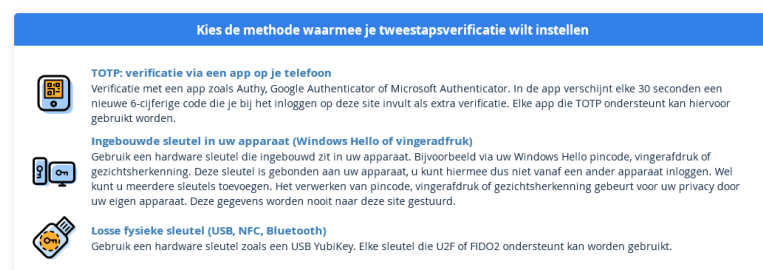 Kies de methode waarmee je tweestapsverificatie wilt instellen
TOTP: verificatie via een app op je telefoon
Verificatie met een app zoals Authy, Google Authenticator of Microsoft Authenticator. In de app verschijnt elke 30 seconden een
nieuwe 6-cijferige code die je bij het inloggen op deze site invult als extra verificatie. Elke app die TOTP ondersteunt kan hiervoor
gebruikt worden.
Ingebouwde sleutel in uw apparaat (Windows Hello of vingeradfruk)
Gebruik een hardware sleutel die ingebouwd zit in uw apparaat. Bijvoorbeeld via uw Windows Hello pincode, vingerafdruk of
gezichtsherkenning. Deze sleutel is gebonden aan uw apparaat, u kunt hiermee dus niet vanaf een ander apparaat inloggen. Wel
kunt u meerdere sleutels toevoegen. Het verwerken van pincode, vingerafdruk of gezichtsherkenning gebeurt voor uw privacy door
uw eigen apparaat. Deze gegevens worden nooit naar deze site gestuurd.
Losse fysieke sleutel (USB, NFC, Bluetooth)
Gebruik een hardware sleutel zoals een USB YubiKey. Elke sleutel die U2F of FIDO2 ondersteunt kan worden gebruikt.